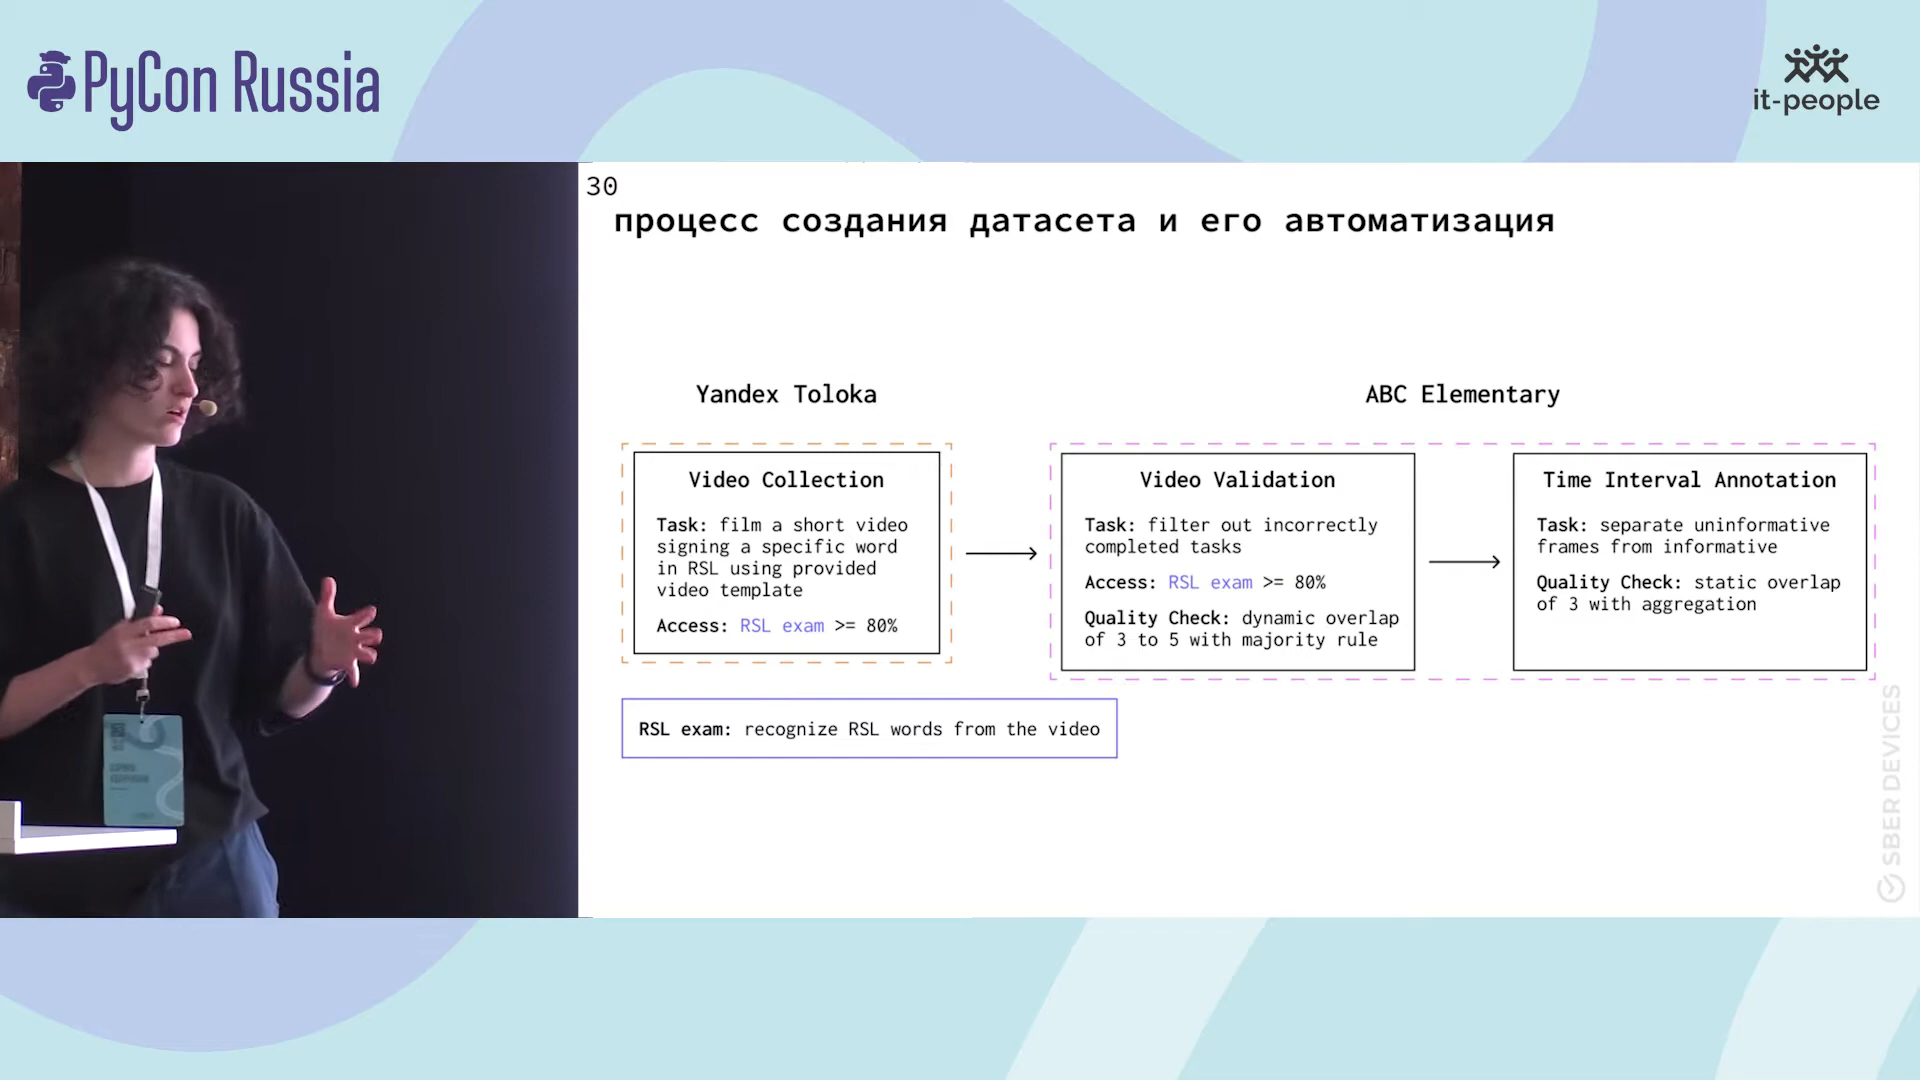 PyCon Russia
it-people
30
процесс создания датасета и его автоматизация
Yandex Toloka
ABC Elementary
Video Collection
Task: film a short video
signing a specific word
in RSL using provided
video template
Access: RSL exam >= 80%
Video Validation
Task: filter out incorrectly
completed tasks
Access: RSL exam >= 80%
Quality Check: dynamic overlap
of 3 to 5 with majority rule
Time Interval Annotation
Task: separate uninformative
frames from informative
Quality Check: static overlap
of 3 with aggregation
RSL exam: recognize RSL words from the video
SBER DEVICES